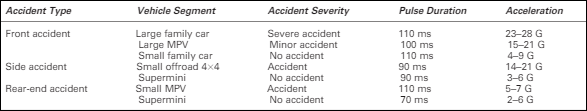 Accident Type Vehicle Segment Accident Severity Pulse Duration Acceleration
Front accident Large family car Severe accident 110 ms 23–28 G
Large MPV Minor accident 100 ms 15–21 G
Small family car No accident 110 ms 4–9 G
Side accident Small offroad 4×4 Accident 90 ms 14–21 G
Supermini No accident 90 ms 3–6 G
Rear-end accident Small MPV Accident 110 ms 5–7 G
Supermini No accident 70 ms 2–6 G